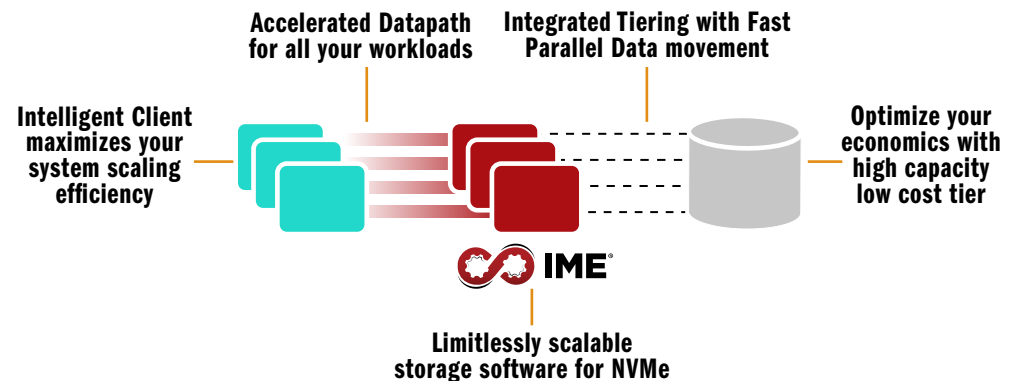 Accelerated Datapath
for all your workloads
Integrated Tiering with Fast
Parallel Data movement
Intelligent Client
maximizes your
system scaling
efficiency
Optimize your
economics with
high capacity
low cost tier
IME®
Limitlessly scalable
storage software for NVMe